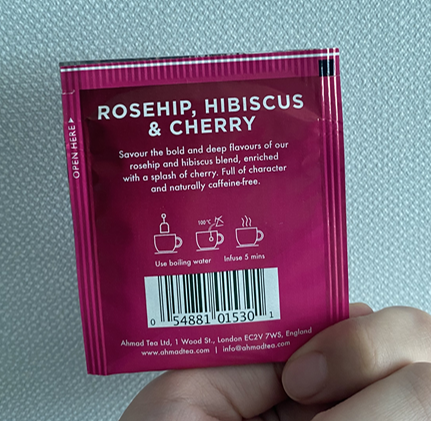 OPEN HERE▶
ROSEHIP, HIBISCUS
& CHERRY
Savour the bold and deep flavours of our
rosehip and hibiscus blend, enriched
with a splash of cherry. Full of character
and naturally caffeine-free.
100°C
Use boiling water Infuse 5 mins
0 54881 01530 1
Ahmad Tea Ltd, 1 Wood St., London EC2V 7WS, England
www.ahmadtea.com | info@ahmadtea.com